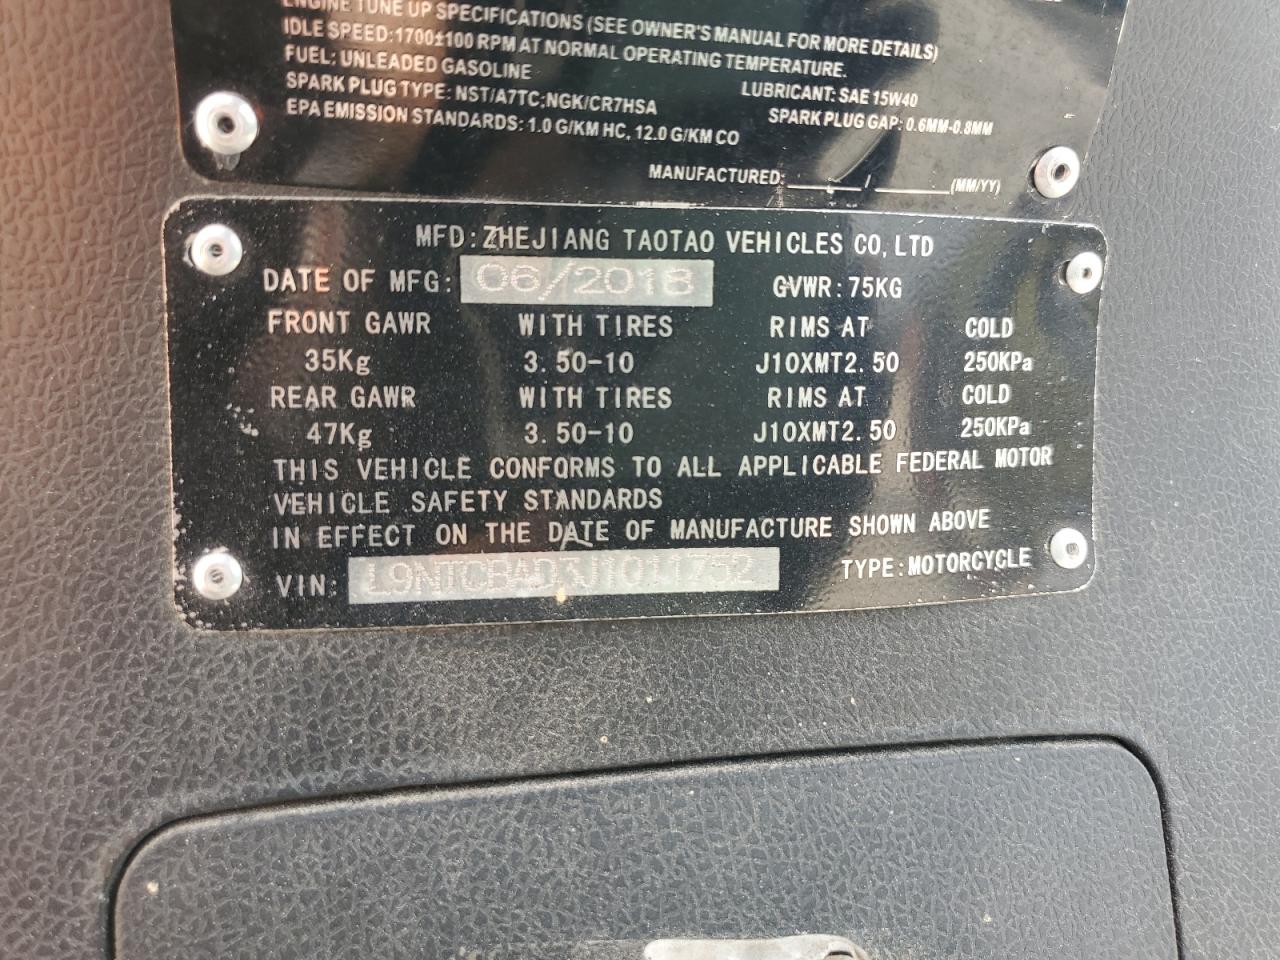 ENGINE TUNE UP SPECIFICATIONS (SEE OWNER'S MANUAL FOR MORE DETAILS)
IDLE SPEED:1700±100 RPM AT NORMAL OPERATING TEMPERATURE.
FUEL: UNLEADED GASOLINE LUBRICANT: SAE 15W40
SPARK PLUG TYPE: NST/A7TC;NGK/CR7HSA SPARK PLUG GAP: 0.6MM-0.8MM
EPA EMISSION STANDARDS: 1.0 G/KM HC, 12.0 G/KM CO
MANUFACTURED:____/____(MM/YY)
MFD:ZHEJIANG TAOTAO VEHICLES CO,LTD
DATE OF MFG: 06/2018 GVWR:75KG
FRONT GAWR WITH TIRES RIMS AT COLD
35Kg 3.50-10 J10XMT2.50 250KPa
REAR GAWR WITH TIRES RIMS AT COLD
47Kg 3.50-10 J10XMT2.50 250KPa
THIS VEHICLE CONFORMS TO ALL APPLICABLE FEDERAL MOTOR
VEHICLE SAFETY STANDARDS
IN EFFECT ON THE DATE OF MANUFACTURE SHOWN ABOVE
VIN: L9NTCBAD3J1011752 TYPE:MOTORCYCLE